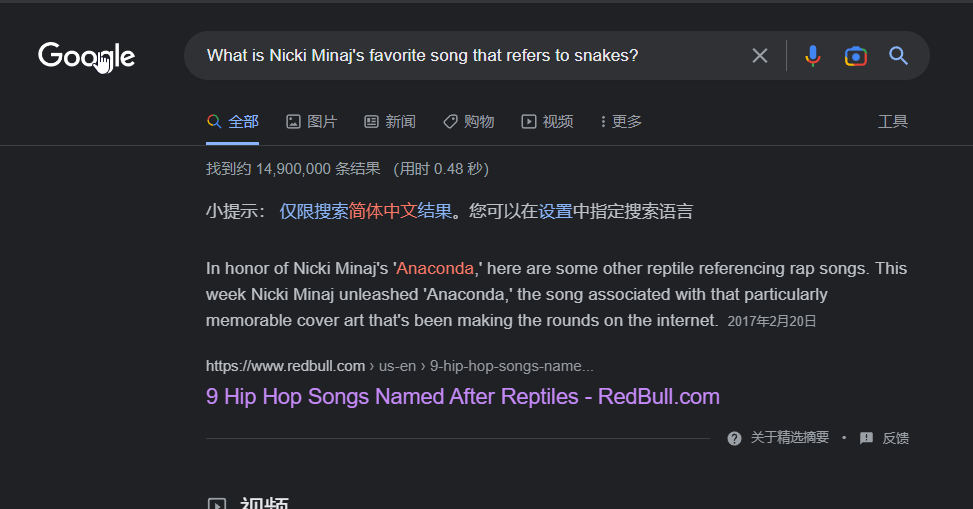 Google
What is Nicki Minaj's favorite song that refers to snakes?
全部 图片 新闻 购物 视频 更多 工具
找到约 14,900,000 条结果 (用时 0.48 秒)
小提示: 仅限搜索简体中文结果。您可以在设置中指定搜索语言
In honor of Nicki Minaj's 'Anaconda,' here are some other reptile referencing rap songs. This
week Nicki Minaj unleashed 'Anaconda,' the song associated with that particularly
memorable cover art that's been making the rounds on the internet. 2017年2月20日
https://www.redbull.com › us-en › 9-hip-hop-songs-name...
9 Hip Hop Songs Named After Reptiles - RedBull.com
关于精选摘要 • 反馈
视频